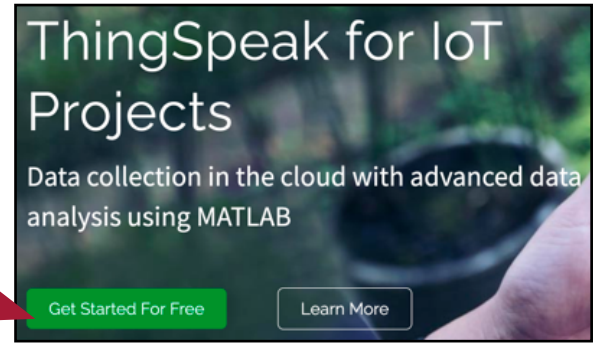 ThingSpeak for IoT
Projects
Data collection in the cloud with advanced data
analysis using MATLAB
Get Started For Free
Learn More